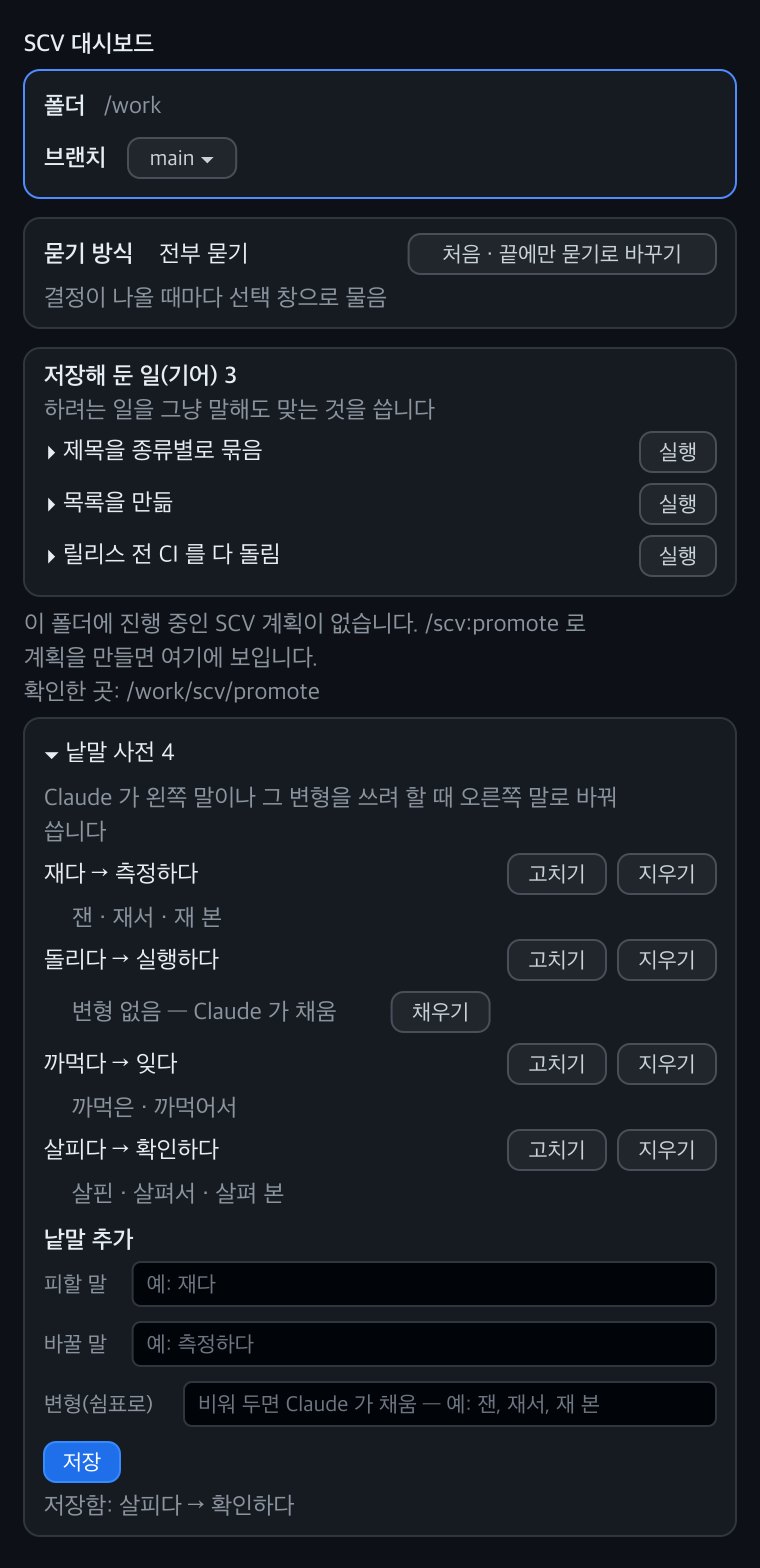 SCV 대시보드
폴더 /work
브랜치 main
묻기 방식 전부 묻기 처음 · 끝에만 묻기로 바꾸기
결정이 나올 때마다 선택 창으로 물음
저장해 둔 일(기어) 3
하려는 일을 그냥 말해도 맞는 것을 씁니다
제목을 종류별로 묶음 실행
목록을 만듦 실행
릴리스 전 CI 를 다 돌림 실행
이 폴더에 진행 중인 SCV 계획이 없습니다. /scv:promote 로
계획을 만들면 여기에 보입니다.
확인한 곳: /work/scv/promote
낱말 사전 4
Claude 가 왼쪽 말이나 그 변형을 쓰려 할 때 오른쪽 말로 바꿔
씁니다
재다 → 측정하다 고치기 지우기
잰 · 재서 · 재 본
돌리다 → 실행하다 고치기 지우기
변형 없음 — Claude 가 채움 채우기
까먹다 → 잊다 고치기 지우기
까먹은 · 까먹어서
살피다 → 확인하다 고치기 지우기
살핀 · 살펴서 · 살펴 본
낱말 추가
피할 말 예: 재다
바꿀 말 예: 측정하다
변형(쉼표로) 비워 두면 Claude 가 채움 — 예: 잰, 재서, 재 본
저장
저장함: 살피다 → 확인하다